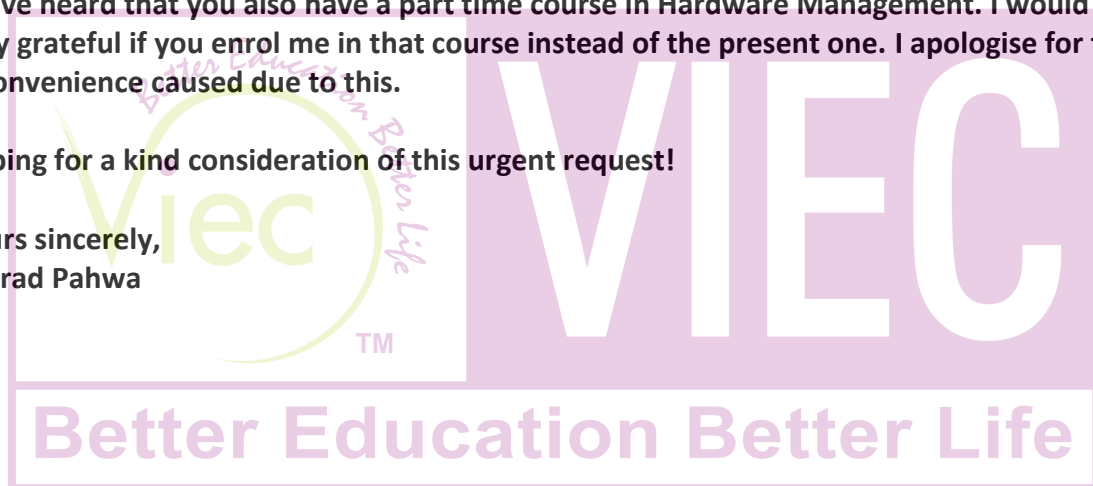 ve heard that you also have a part time course in Hardware Management. I would
y grateful if you enrol me in that course instead of the present one. I apologise for
onvenience caused due to this.
ping for a kind consideration of this urgent request!
urs sincerely,
rad Pahwa
Better Education Better Life
Viec
TM
VIEC
Better Education Better Life